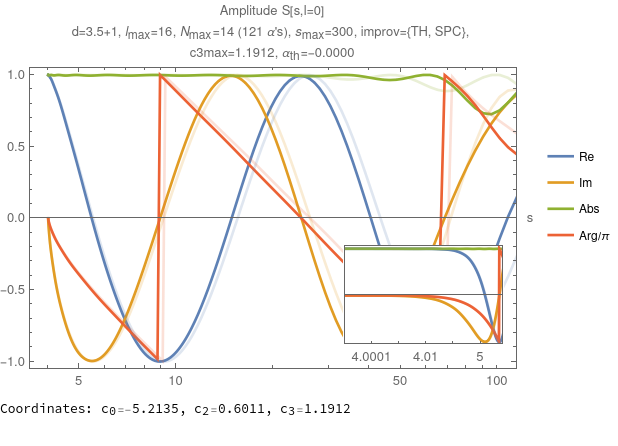 Amplitude S[s,l=0]
d=3.5+1, lmax=16, Nmax=14 (121 α's), smax=300, improv={TH, SPC},
c3max=1.1912, αth=−0.0000
1.0
0.5
0.0
−0.5
−1.0
s
Re
Im
Abs
Arg/π
4.0001 4.01 5
5 10 50 100
Coordinates: c0=-5.2135, c2=0.6011, c3=1.1912